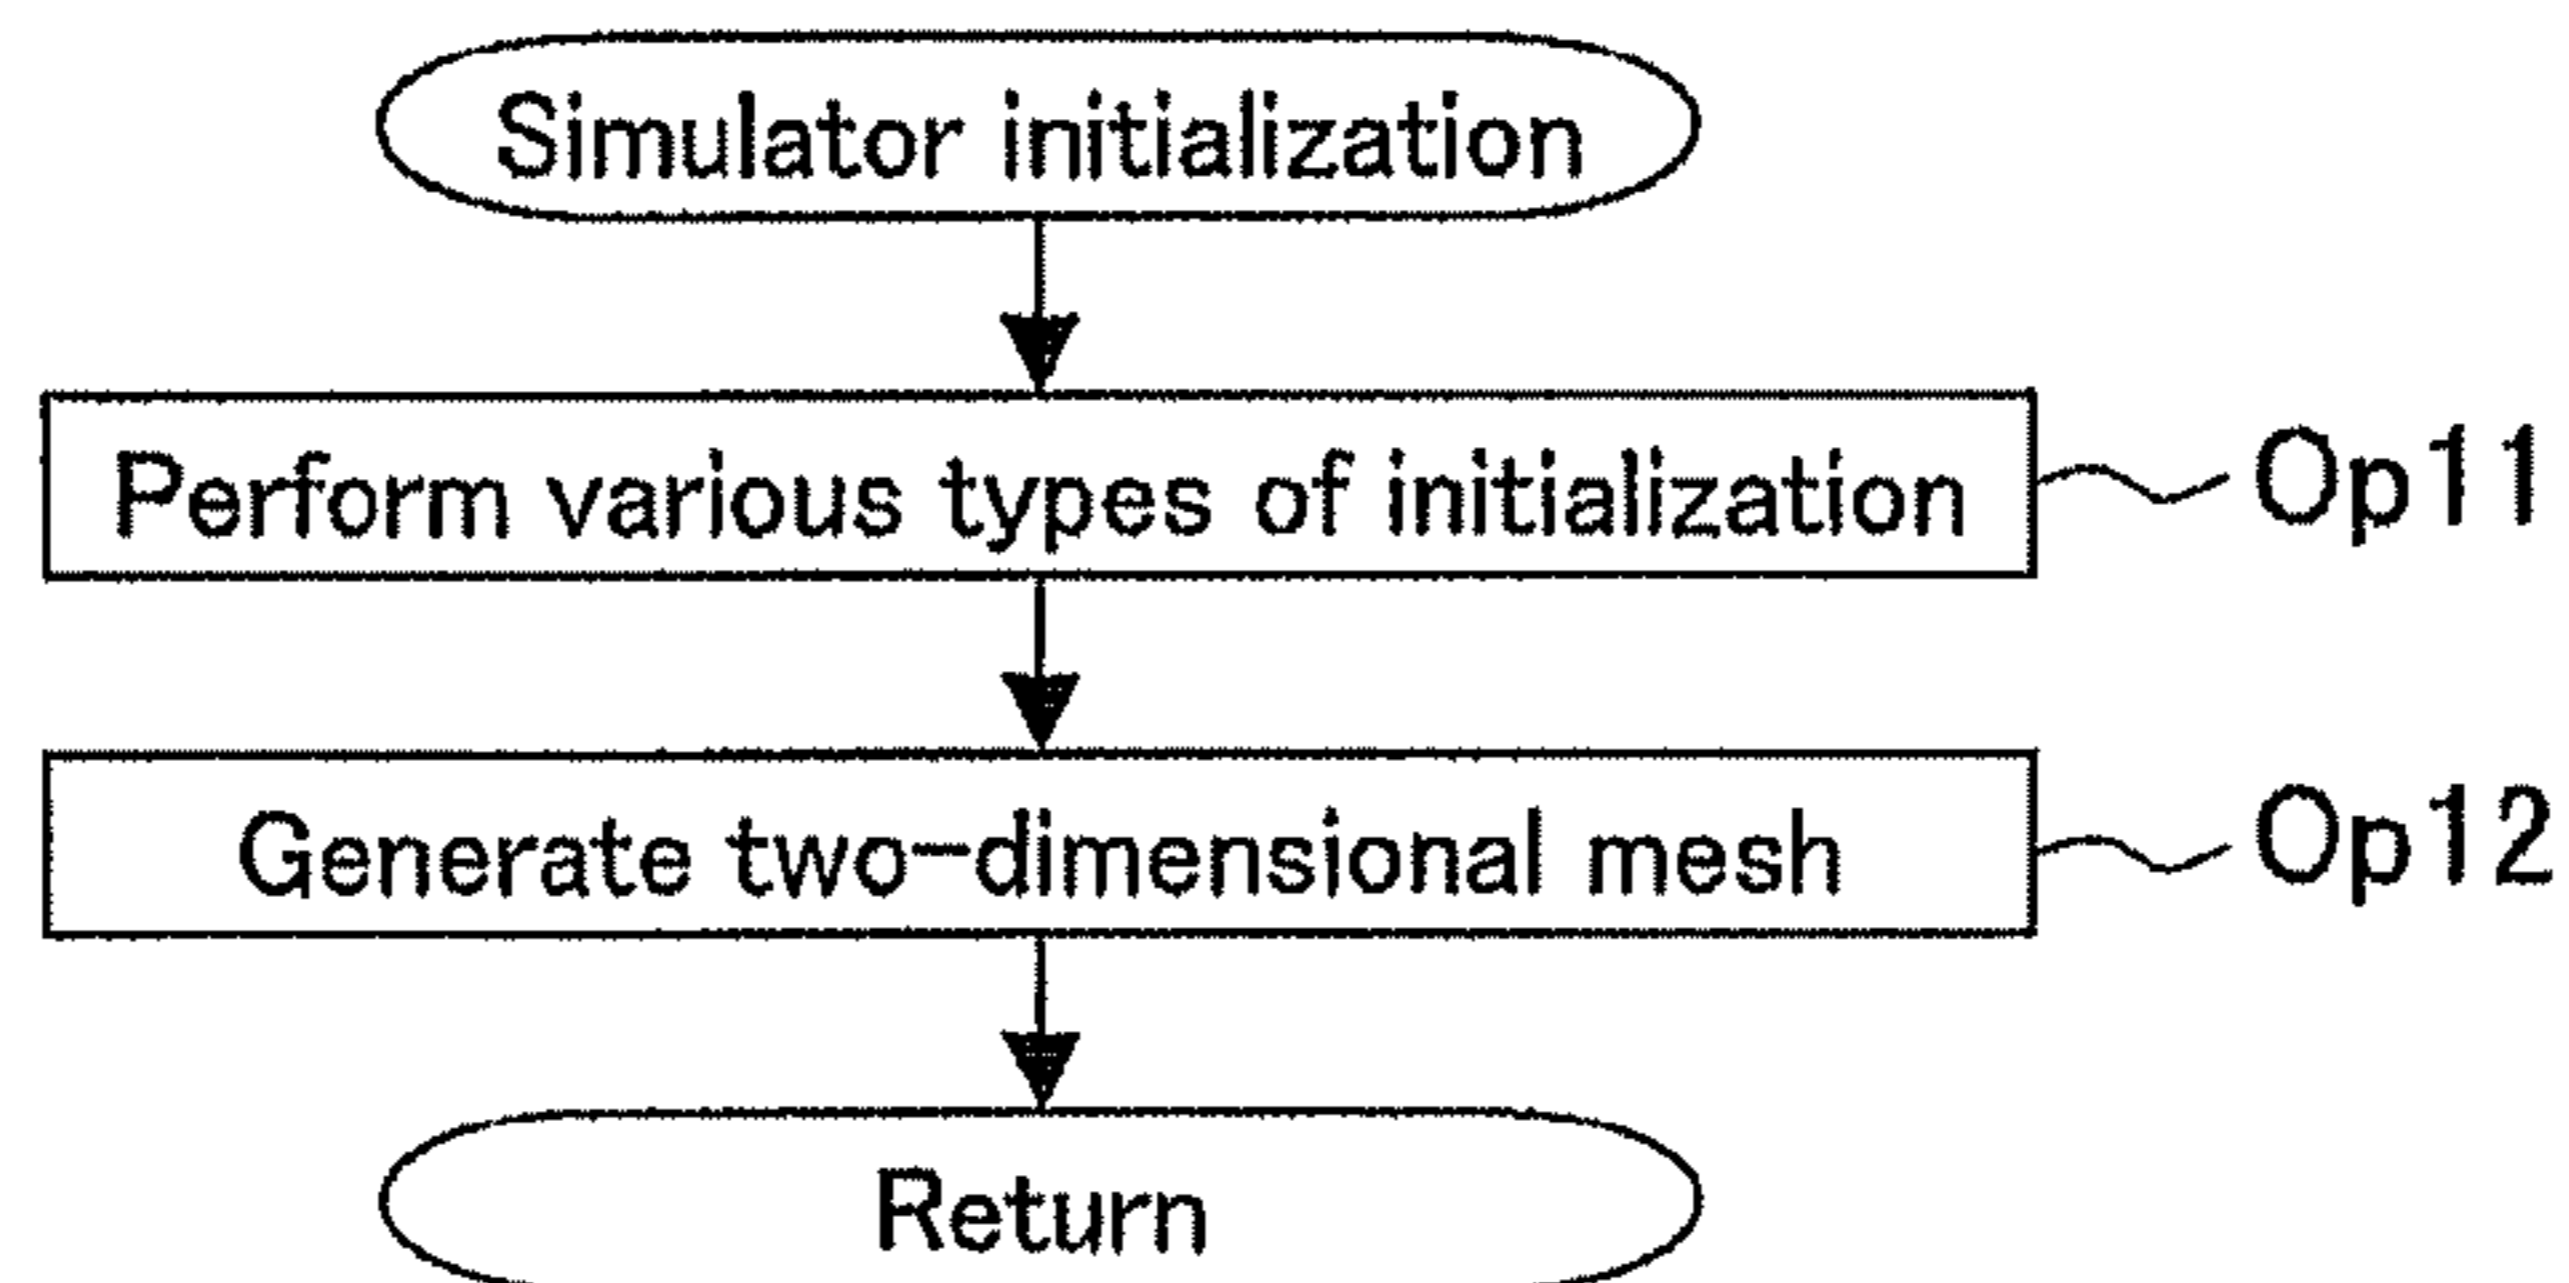 Simulator initialization
Perform various types of initialization
Op11
Generate two-dimensional mesh
Op12
Return